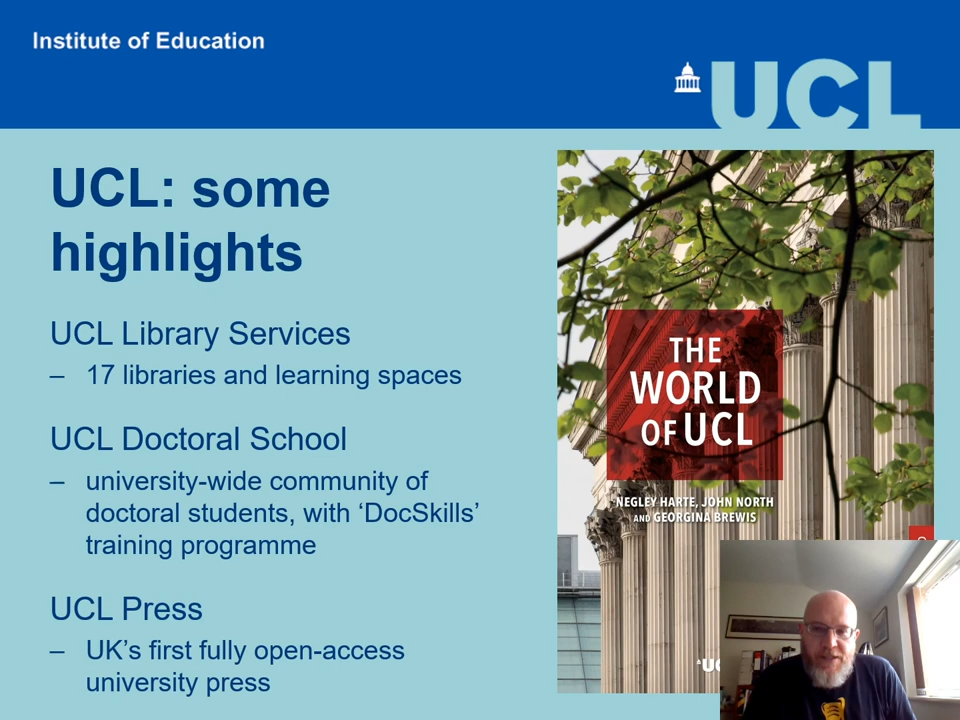 Institute of Education
UCL
UCL: some
highlights
UCL Library Services
– 17 libraries and learning spaces
UCL Doctoral School
– university-wide community of
doctoral students, with ‘DocSkills’
training programme
UCL Press
– UK’s first fully open-access
university press
THE
WORLD
OF UCL
NEGLEY HARTE, JOHN NORTH
AND GEORGINA BREWIS